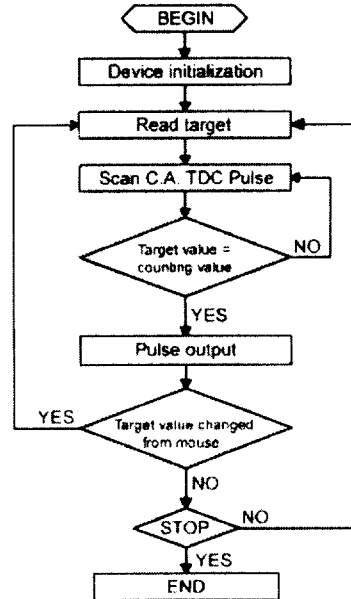 BEGIN
Device initialization
Read target
Scan C.A. TDC Pulse
Target value =
counting value
NO
YES
Pulse output
YES
Target value changed
from mouse
NO
STOP
NO
YES
END